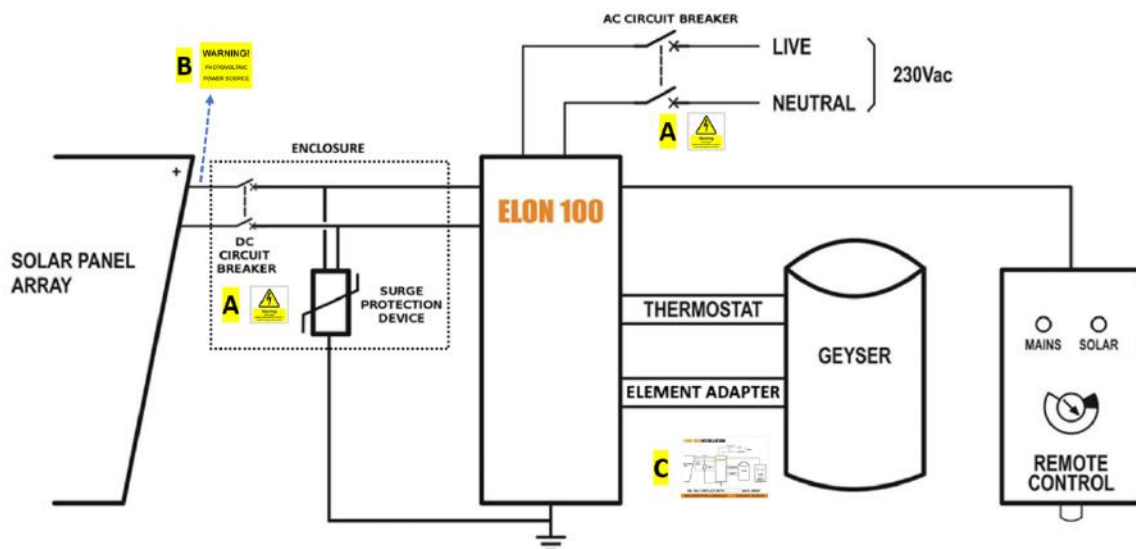 AC CIRCUIT BREAKER
LIVE
230Vac
NEUTRAL
B
WARNING!
PHOTOVOLTAIC
POWER SOURCE
A
ENCLOSURE
+
ELON 100
SOLAR PANEL
ARRAY
DC
CIRCUIT
BREAKER
A
SURGE
PROTECTION
DEVICE
THERMOSTAT
GEYSER
MAINS
SOLAR
ELEMENT ADAPTER
C
REMOTE
CONTROL